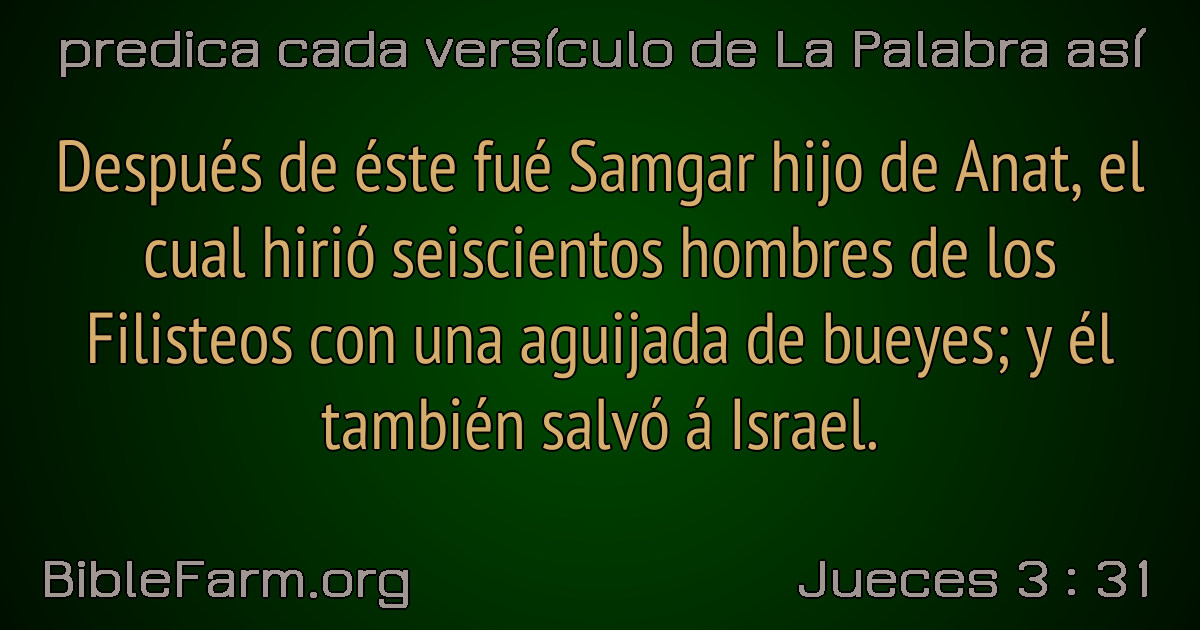 predica cada versículo de La Palabra así
Después de éste fué Samgar hijo de Anat, el
cual hirió seiscientos hombres de los
Filisteos con una aguijada de bueyes; y él
también salvó á Israel.
BibleFarm.org
Jueces 3 : 31